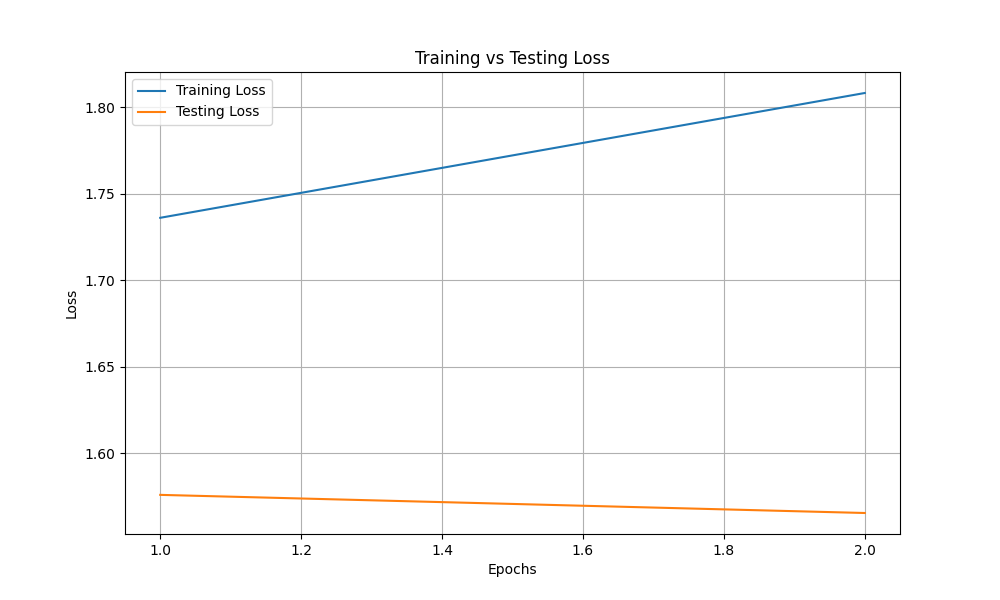 Training vs Testing Loss
Training Loss
Testing Loss
1.80
1.75
1.70
1.65
1.60
Loss
1.0 1.2 1.4 1.6 1.8 2.0
Epochs